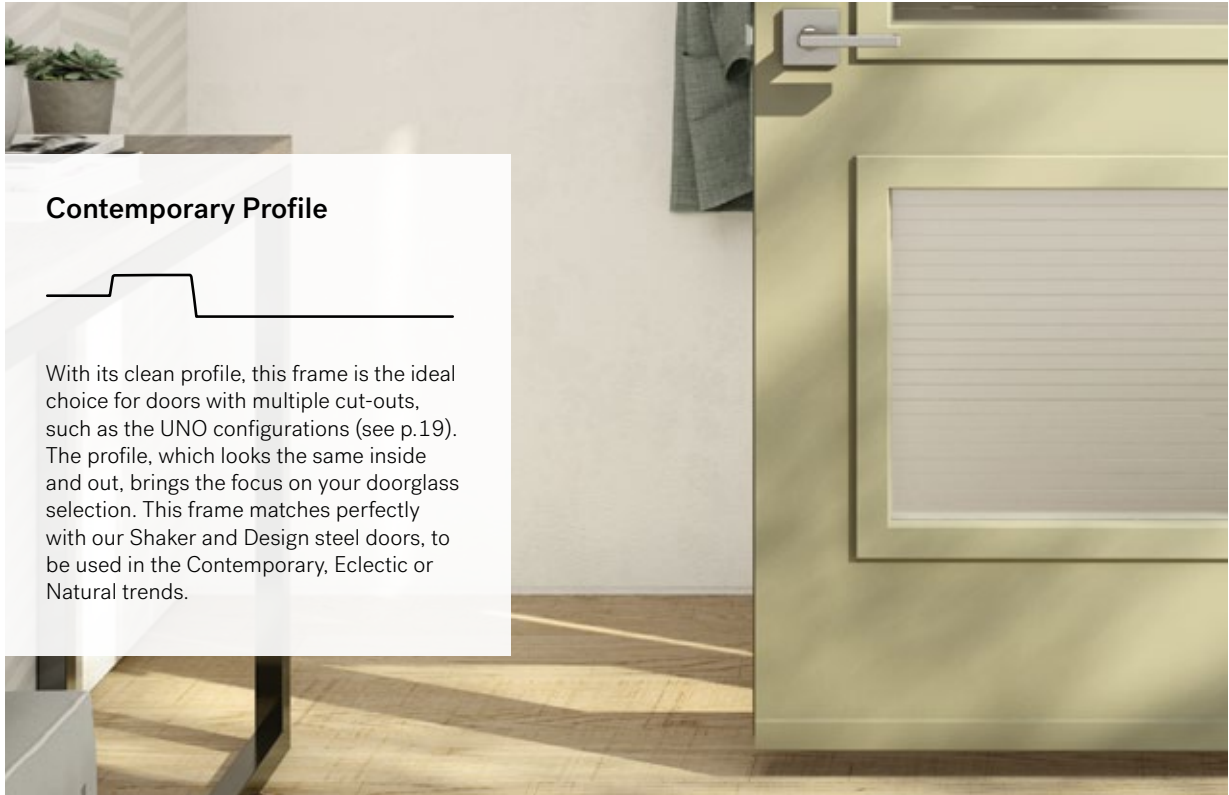 Contemporary Profile
With its clean profile, this frame is the ideal
choice for doors with multiple cut-outs,
such as the UNO configurations (see p.19).
The profile, which looks the same inside
and out, brings the focus on your doorglass
selection. This frame matches perfectly
with our Shaker and Design steel doors, to
be used in the Contemporary, Eclectic or
Natural trends.